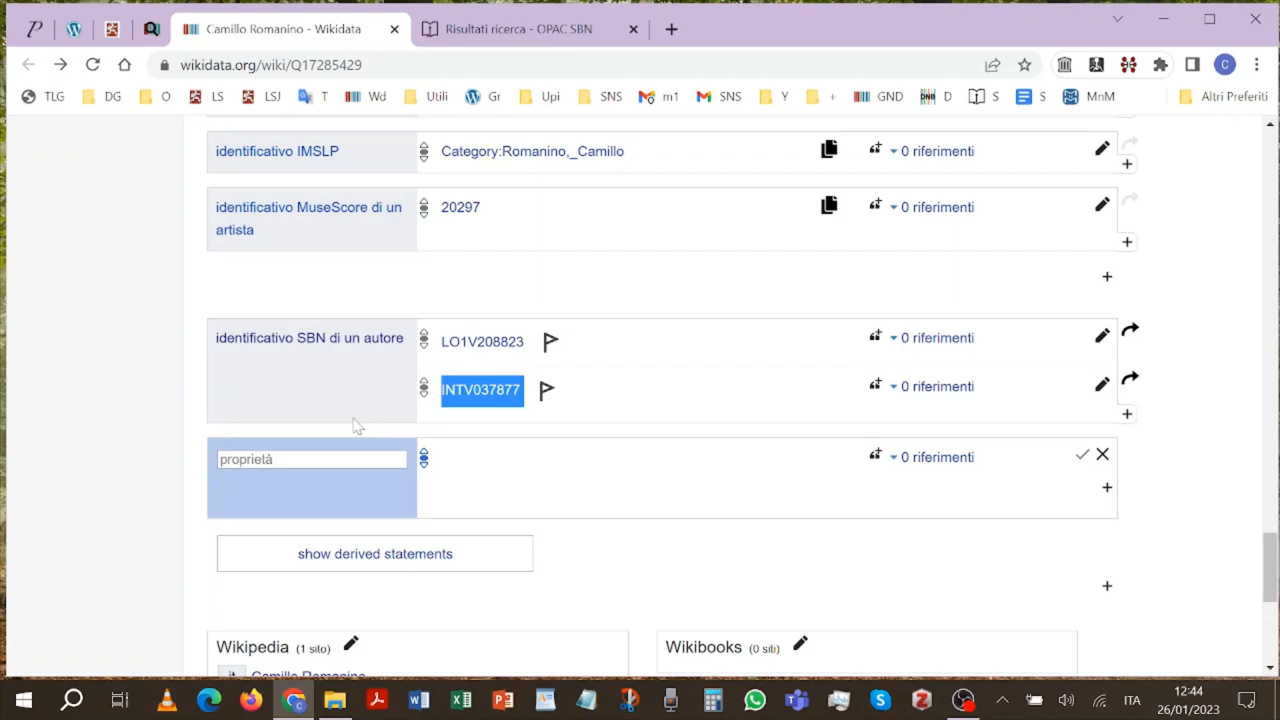 Camillo Romanino - Wikidata
Risultati ricerca - OPAC SBN
wikidata.org/wiki/Q17285429
C
TLG DG O LS LSJ T Wd Utili Gr Upi SNS m1 SNS Y + GND D S S MnM Altri Preferiti
identificativo IMSLP Category:Romanino,_Camillo 0 riferimenti
identificativo MuseScore di un 20297 0 riferimenti
artista
identificativo SBN di un autore LO1V208823 0 riferimenti
INTV037877 0 riferimenti
proprietà 0 riferimenti
show derived statements
Wikipedia (1 sito) Wikibooks (0 siti)
it Camillo Romanino
ITA
12:44
26/01/2023